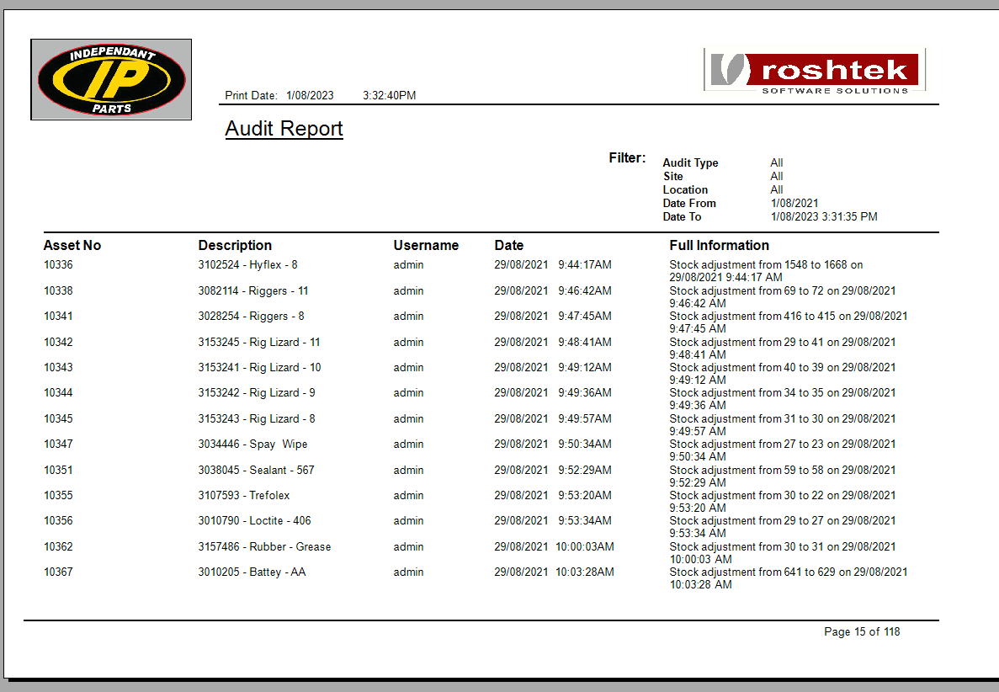 INDEPENDANT
IP
PARTS
roshtek
SOFTWARE SOLUTIONS
Print Date: 1/08/2023 3:32:40PM
Audit Report
Filter:
Audit Type All
Site All
Location All
Date From 1/08/2021
Date To 1/08/2023 3:31:35 PM
Asset No Description Username Date Full Information
10336 3102524 - Hyflex - 8 admin 29/08/2021 9:44:17AM Stock adjustment from 1548 to 1668 on
29/08/2021 9:44:17 AM
10338 3082114 - Riggers - 11 admin 29/08/2021 9:46:42AM Stock adjustment from 69 to 72 on 29/08/2021
9:46:42 AM
10341 3028254 - Riggers - 8 admin 29/08/2021 9:47:45AM Stock adjustment from 416 to 415 on 29/08/2021
9:47:45 AM
10342 3153245 - Rig Lizard - 11 admin 29/08/2021 9:48:41AM Stock adjustment from 29 to 41 on 29/08/2021
9:48:41 AM
10343 3153241 - Rig Lizard - 10 admin 29/08/2021 9:49:12AM Stock adjustment from 40 to 39 on 29/08/2021
9:49:12 AM
10344 3153242 - Rig Lizard - 9 admin 29/08/2021 9:49:36AM Stock adjustment from 34 to 35 on 29/08/2021
9:49:36 AM
10345 3153243 - Rig Lizard - 8 admin 29/08/2021 9:49:57AM Stock adjustment from 31 to 30 on 29/08/2021
9:49:57 AM
10347 3034446 - Spay Wipe admin 29/08/2021 9:50:34AM Stock adjustment from 27 to 23 on 29/08/2021
9:50:34 AM
10351 3038045 - Sealant - 567 admin 29/08/2021 9:52:29AM Stock adjustment from 59 to 58 on 29/08/2021
9:52:29 AM
10355 3107593 - Trefolex admin 29/08/2021 9:53:20AM Stock adjustment from 30 to 22 on 29/08/2021
9:53:20 AM
10356 3010790 - Loctite - 406 admin 29/08/2021 9:53:34AM Stock adjustment from 29 to 27 on 29/08/2021
9:53:34 AM
10362 3157486 - Rubber - Grease admin 29/08/2021 10:00:03AM Stock adjustment from 30 to 31 on 29/08/2021
10:00:03 AM
10367 3010205 - Battey - AA admin 29/08/2021 10:03:28AM Stock adjustment from 641 to 629 on 29/08/2021
10:03:28 AM
Page 15 of 118